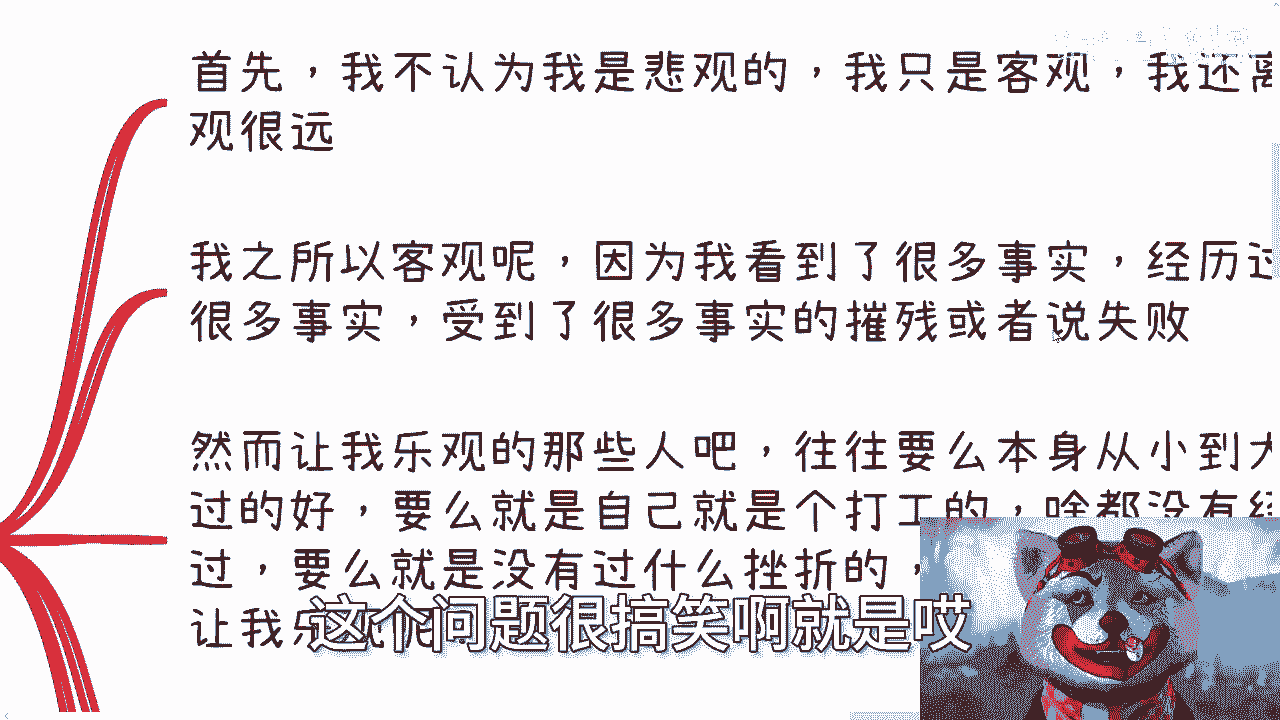 首先，我不认为我是悲观的，我只是客观，我还离
观很远
我之所以客观呢，因为我看到了很多事实，经历过
很多事实，受到了很多事实的摧残或者说失败
然而让我乐观的那些人吧，往往要么本身从小到大
过的好，要么就是自己就是个打工的，啥都没有经
过，要么就是没有过什么挫折的，
让我乐
这个问题很搞笑啊就是哎